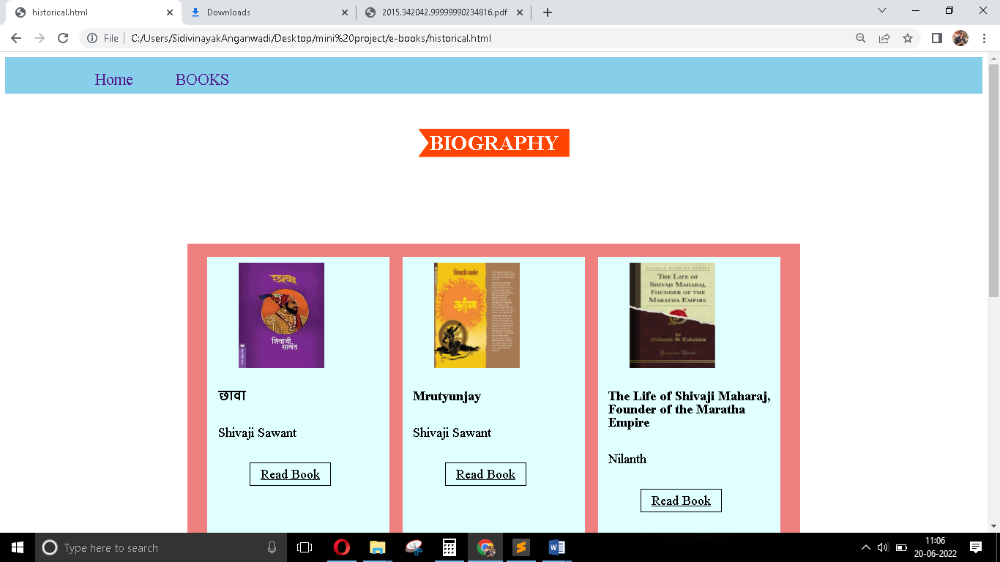 historical.html
Downloads
2015.342042.99999990234816.pdf
File
C:/Users/SidivinayakAnganwadi/Desktop/mini%20project/e-books/historical.html
Home BOOKS
BIOGRAPHY
छावा
शिवाजी
सावंत
शिवाजी सावंत
THE LIFE OF
SHIVAJI MAHARAJ,
FOUNDER OF THE
MARATHA EMPIRE
by
छावा
Shivaji Sawant
Read Book
Mrutyunjay
Shivaji Sawant
Read Book
The Life of Shivaji Maharaj,
Founder of the Maratha
Empire
Nilanth
Read Book
Type here to search
11:06
20-06-2022